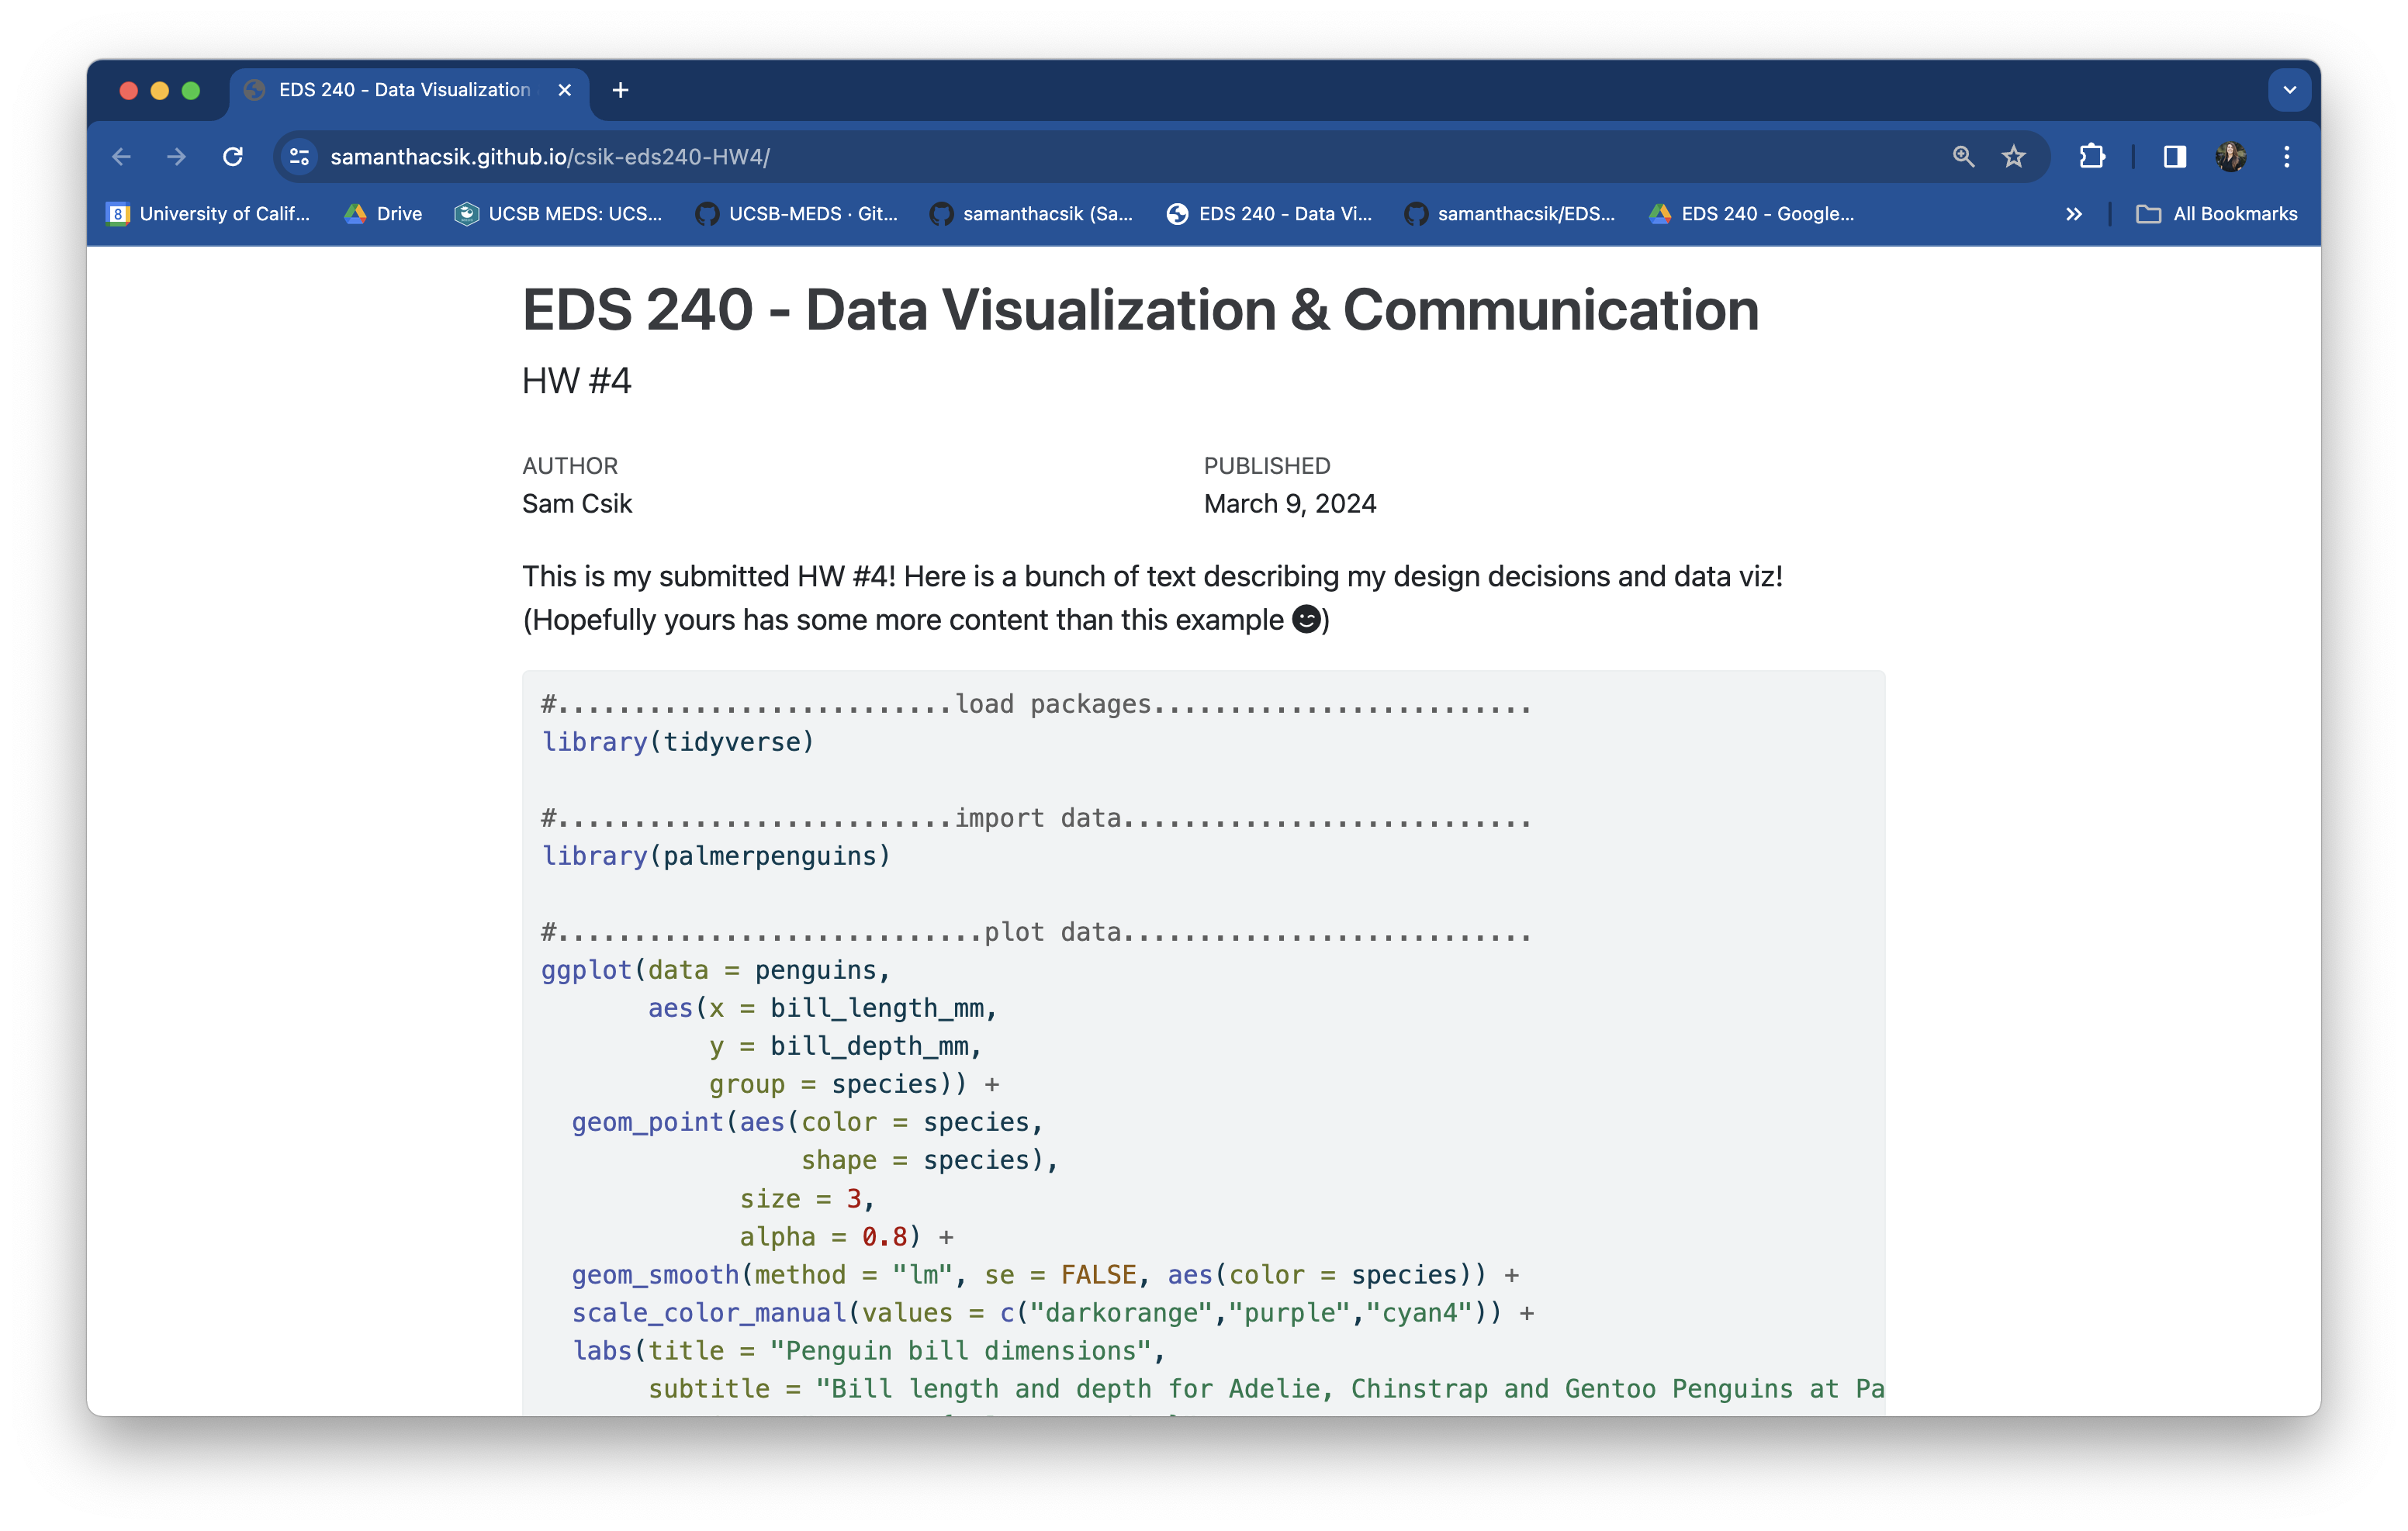 EDS 240 - Data Visualization
samanthacsik.github.io/csik-eds240-HW4/
8 University of Calif... Drive UCSB MEDS: UCS... UCSB-MEDS · Git... samanthacsik (Sa... EDS 240 - Data Vi... samanthacsik/EDS... EDS 240 - Google... » All Bookmarks
EDS 240 - Data Visualization & Communication
HW #4
AUTHOR PUBLISHED
Sam Csik March 9, 2024
This is my submitted HW #4! Here is a bunch of text describing my design decisions and data viz!
(Hopefully yours has some more content than this example 😉)
#..........................load packages.........................
library(tidyverse)
#..........................import data...........................
library(palmerpenguins)
#............................plot data...........................
ggplot(data = penguins,
aes(x = bill_length_mm,
y = bill_depth_mm,
group = species)) +
geom_point(aes(color = species,
shape = species),
size = 3,
alpha = 0.8) +
geom_smooth(method = "lm", se = FALSE, aes(color = species)) +
scale_color_manual(values = c("darkorange","purple","cyan4")) +
labs(title = "Penguin bill dimensions",
subtitle = "Bill length and depth for Adelie, Chinstrap and Gentoo Penguins at Pa